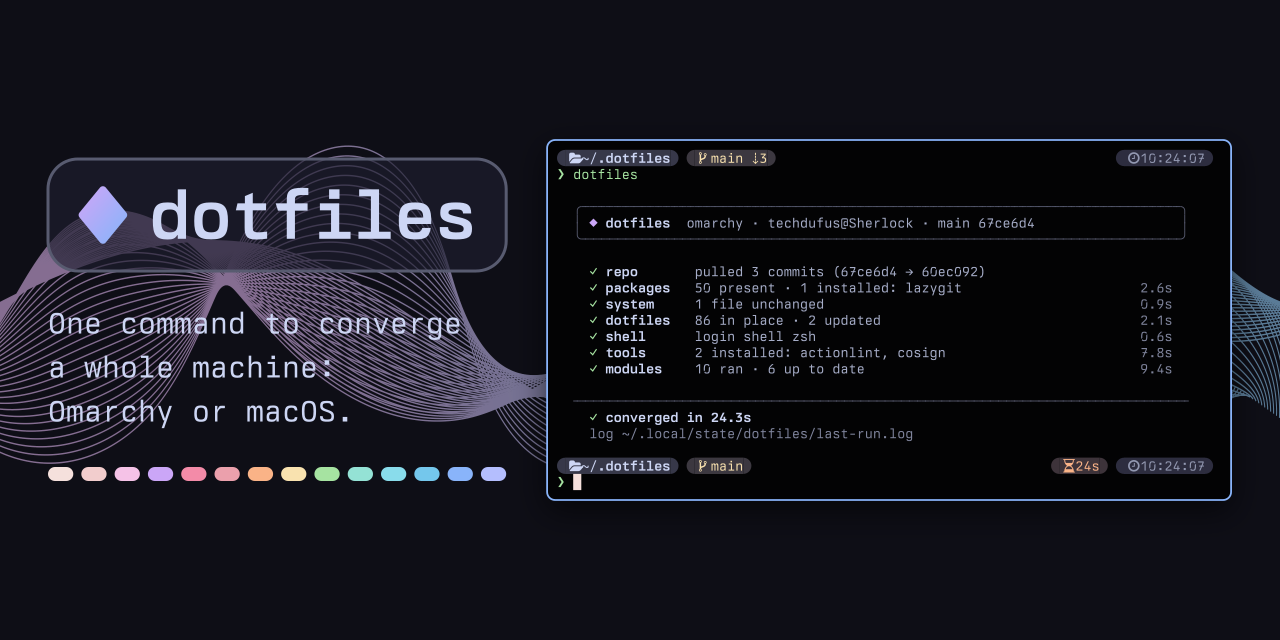 dotfiles
One command to converge
a whole machine:
Omarchy or macOS.
~/.dotfiles main ↓3 10:24:07
❯ dotfiles
◆ dotfiles omarchy · techdufus@Sherlock · main 67ce6d4
✓ repo pulled 3 commits (67ce6d4 → 60ec092)
✓ packages 50 present · 1 installed: lazygit 2.6s
✓ system 1 file unchanged 0.9s
✓ dotfiles 86 in place · 2 updated 2.1s
✓ shell login shell zsh 0.6s
✓ tools 2 installed: actionlint, cosign 7.8s
✓ modules 10 ran · 6 up to date 9.4s
✓ converged in 24.3s
log ~/.local/state/dotfiles/last-run.log
~/.dotfiles main 24s 10:24:07
❯